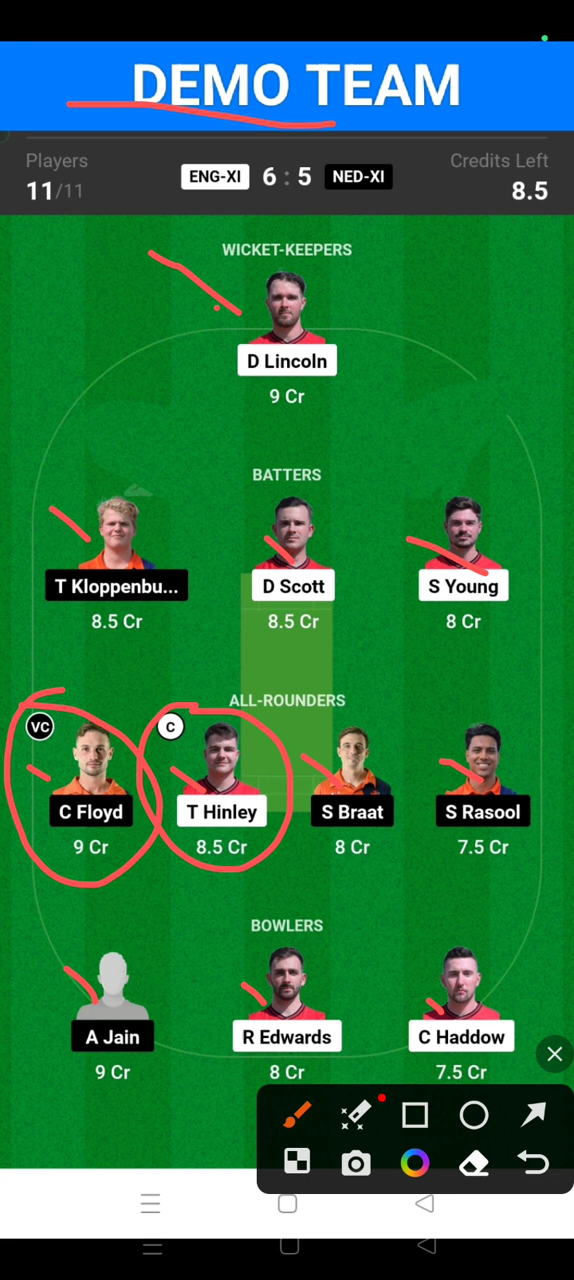 DEMO TEAM
Players
Credits Left
11/11
ENG-XI 6 : 5 NED-XI
8.5
WICKET-KEEPERS
D Lincoln
9 Cr
BATTERS
T Kloppenbu... D Scott S Young
8.5 Cr 8.5 Cr 8 Cr
ALL-ROUNDERS
VC C
C Floyd T Hinley S Braat S Rasool
9 Cr 8.5 Cr 8 Cr 7.5 Cr
BOWLERS
A Jain R Edwards C Haddow
9 Cr 8 Cr 7.5 Cr